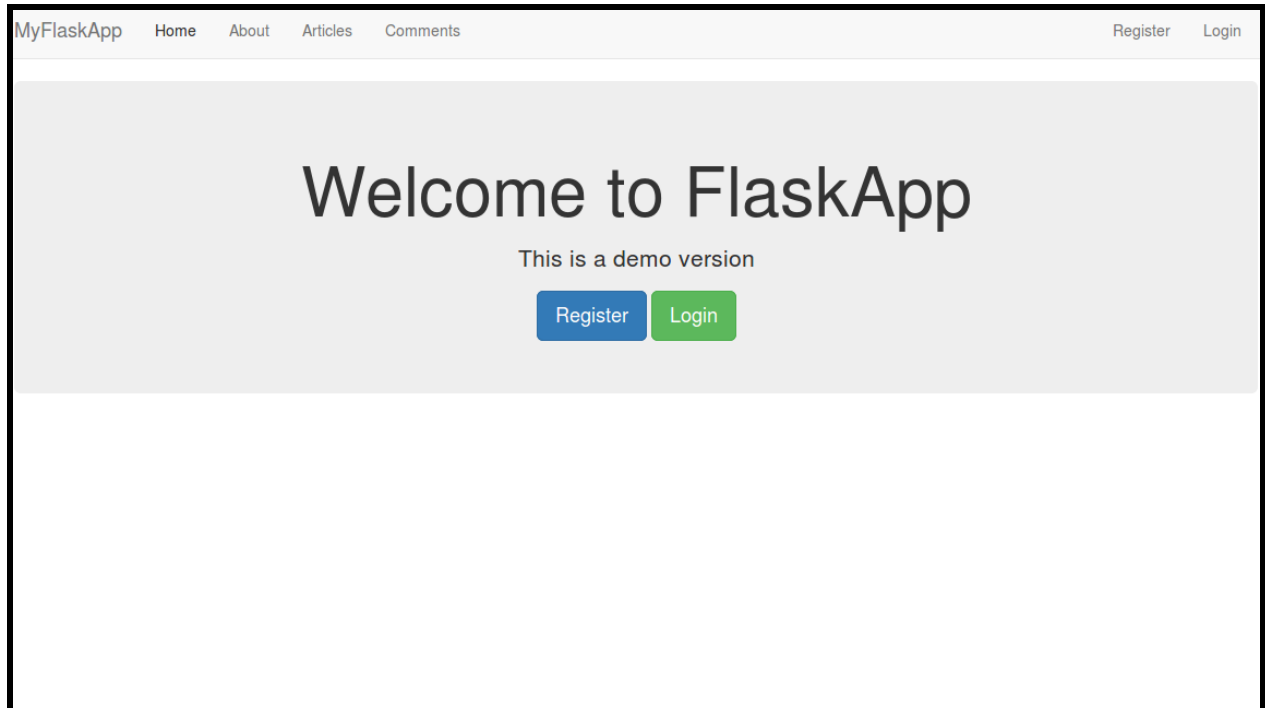 MyFlaskApp Home About Articles Comments Register Login
Welcome to FlaskApp
This is a demo version
Register Login